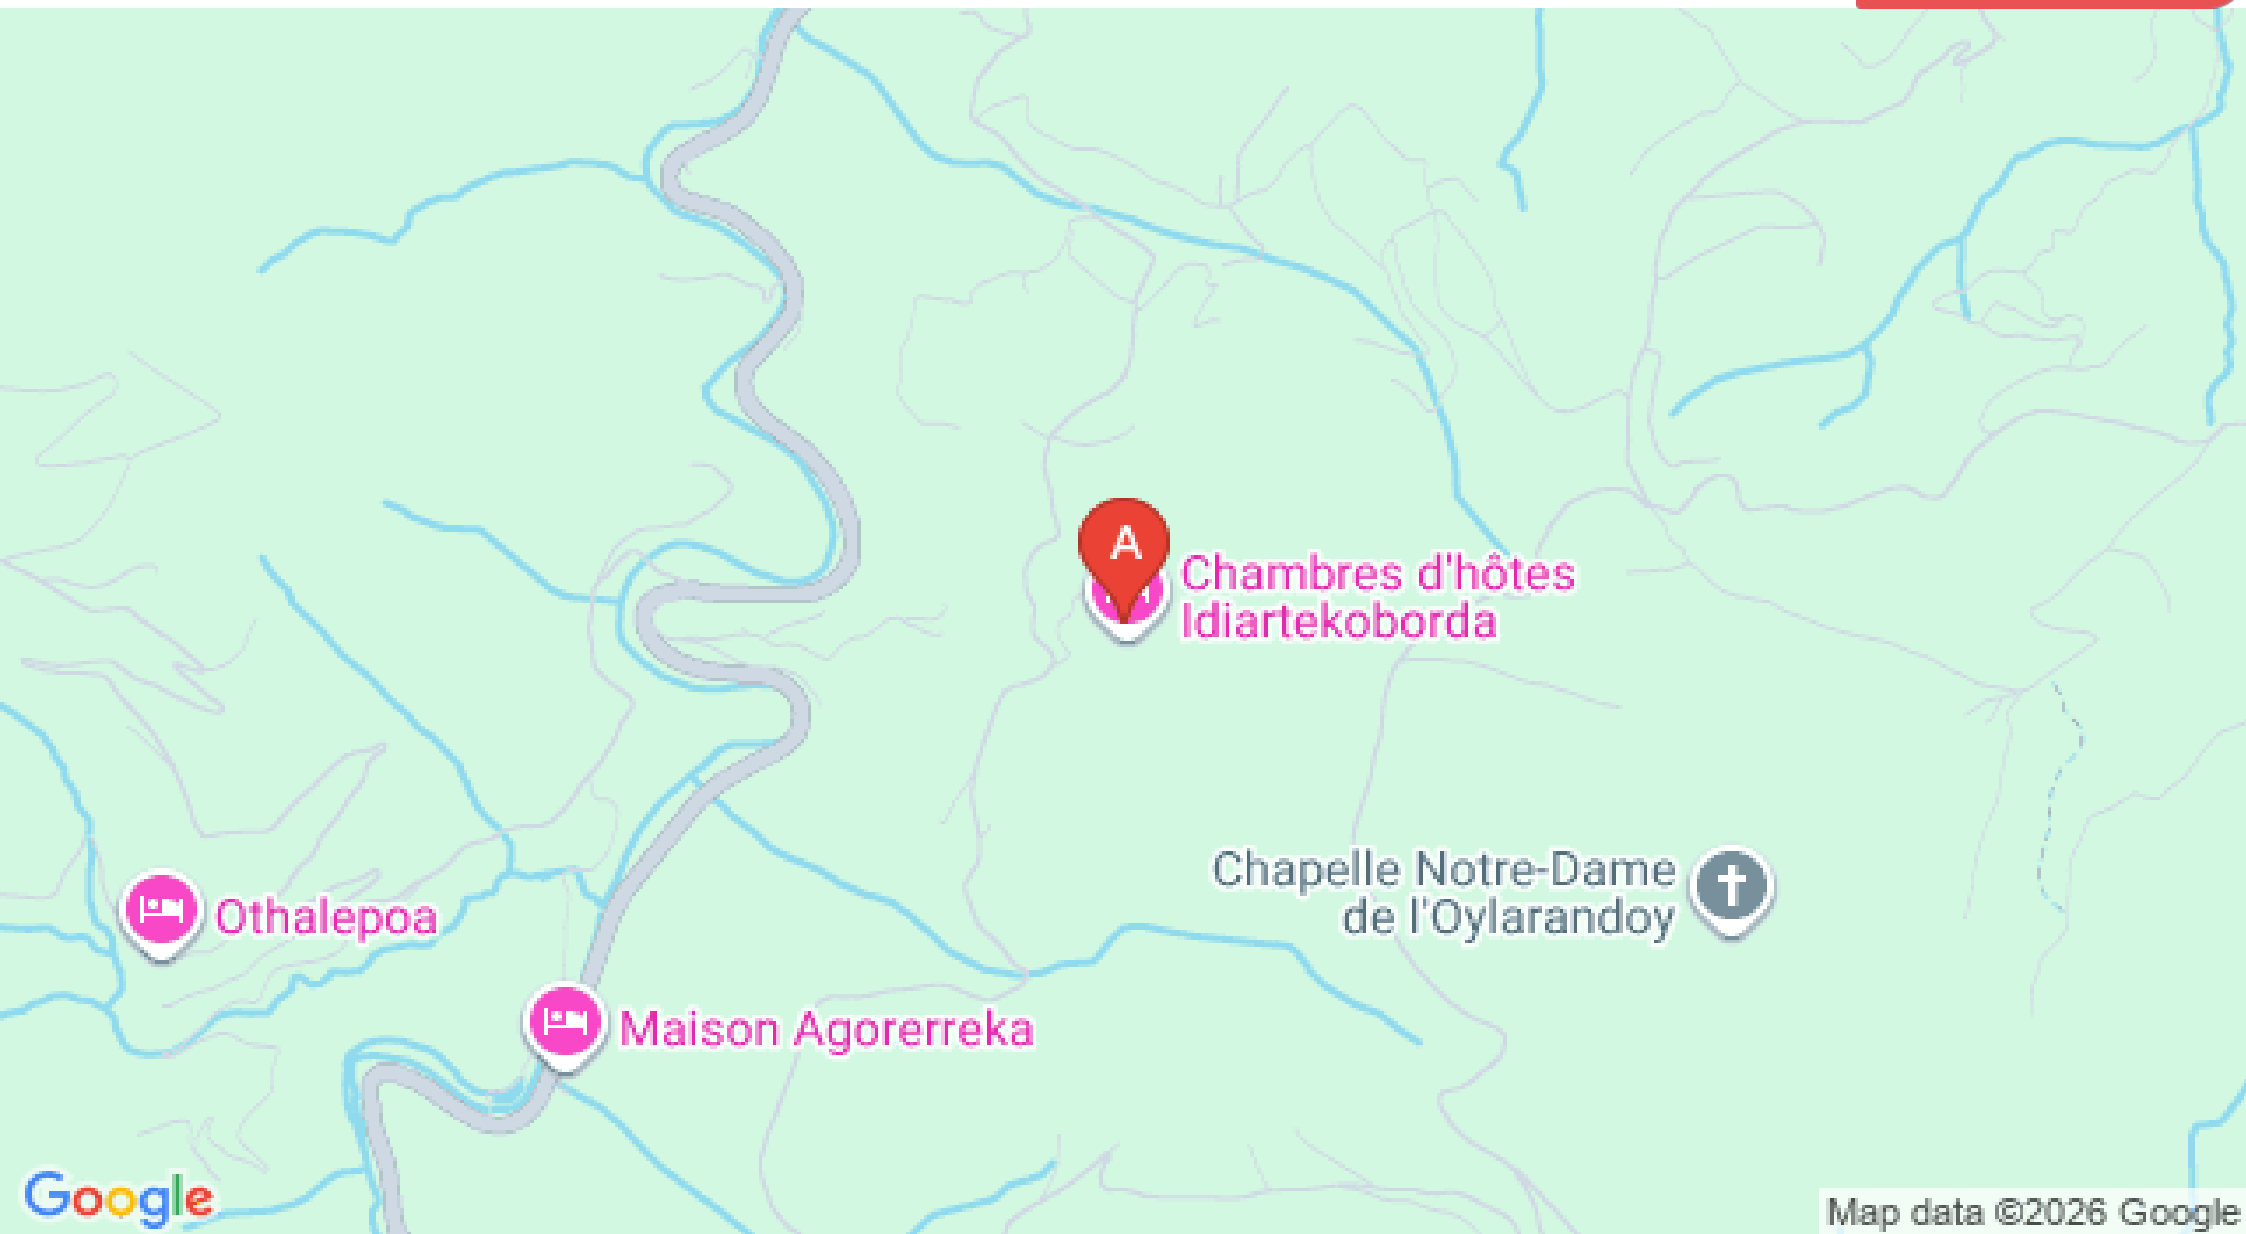 A
Chambres d'hôtes
Idiartekoborda
Chapelle Notre-Dame
de l'Oylarandoy
Othalepoa
Maison Agorerreka
Google
Map data ©2026 Google